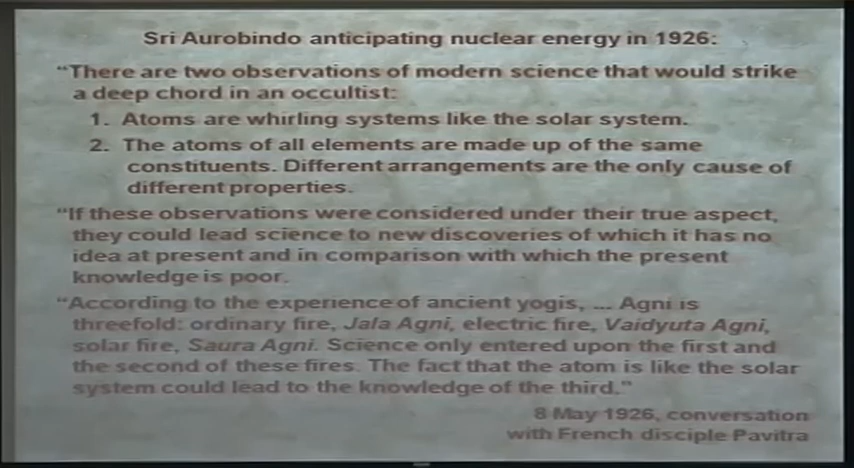 Sri Aurobindo anticipating nuclear energy in 1926:
"There are two observations of modern science that would strike
a deep chord in an occultist:
1. Atoms are whirling systems like the solar system.
2. The atoms of all elements are made up of the same
constituents. Different arrangements are the only cause of
different properties.
"If these observations were considered under their true aspect,
they could lead science to new discoveries of which it has no
idea at present and in comparison with which the present
knowledge is poor.
"According to the experience of ancient yogis, ... Agni is
threefold: ordinary fire, Jala Agni, electric fire, Vaidyuta Agni,
solar fire, Saura Agni. Science only entered upon the first and
the second of these fires. The fact that the atom is like the solar
system could lead to the knowledge of the third."
8 May 1926, conversation
with French disciple Pavitra